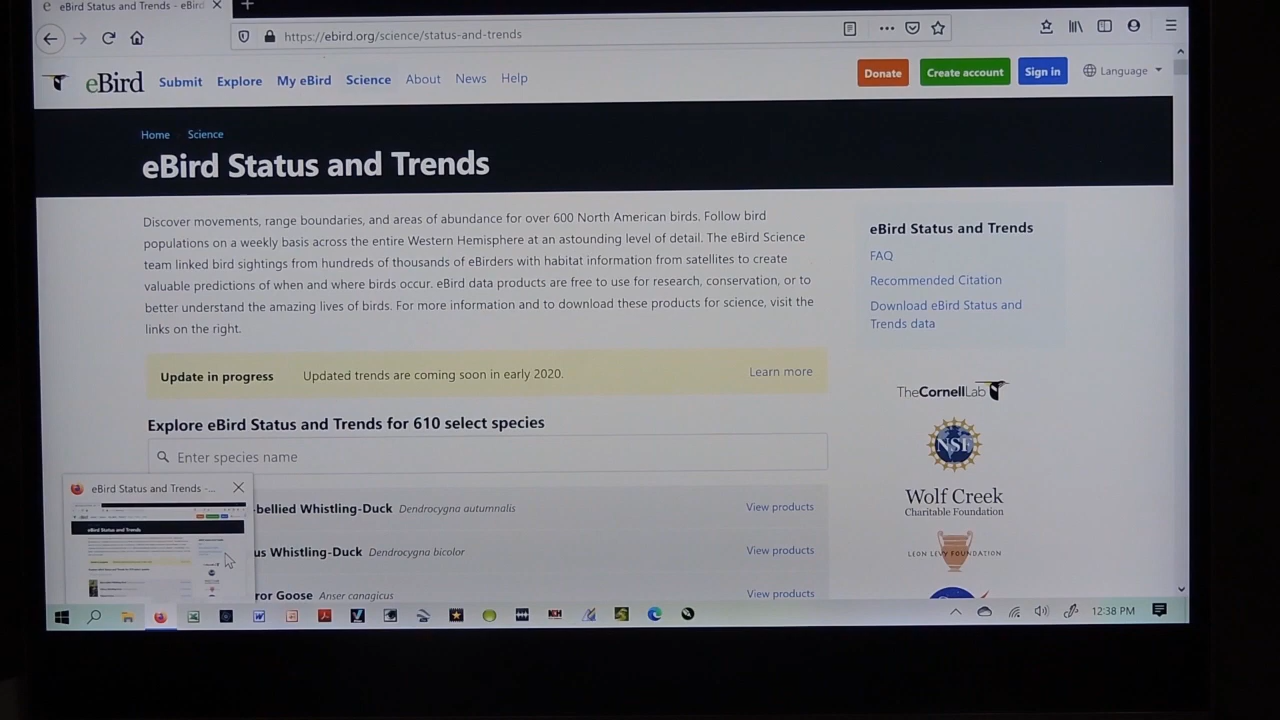 eBird Status and Trends - eBird
https://ebird.org/science/status-and-trends
eBird Submit Explore My eBird Science About News Help Donate Create account Sign in Language
Home Science
eBird Status and Trends
Discover movements, range boundaries, and areas of abundance for over 600 North American birds. Follow bird
populations on a weekly basis across the entire Western Hemisphere at an astounding level of detail. The eBird Science
team linked bird sightings from hundreds of thousands of eBirders with habitat information from satellites to create
valuable predictions of when and where birds occur. eBird data products are free to use for research, conservation, or to
better understand the amazing lives of birds. For more information and to download these products for science, visit the
links on the right.
Update in progress Updated trends are coming soon in early 2020. Learn more
Explore eBird Status and Trends for 610 select species
Enter species name
-bellied Whistling-Duck Dendrocygna autumnalis View products
us Whistling-Duck Dendrocygna bicolor View products
ror Goose Anser canagicus View products
eBird Status and Trends
FAQ
Recommended Citation
Download eBird Status and
Trends data
TheCornellLab
NSF
Wolf Creek
Charitable Foundation
LEON LEVY FOUNDATION
eBird Status and Trends -...
eBird Status and Trends
12:38 PM